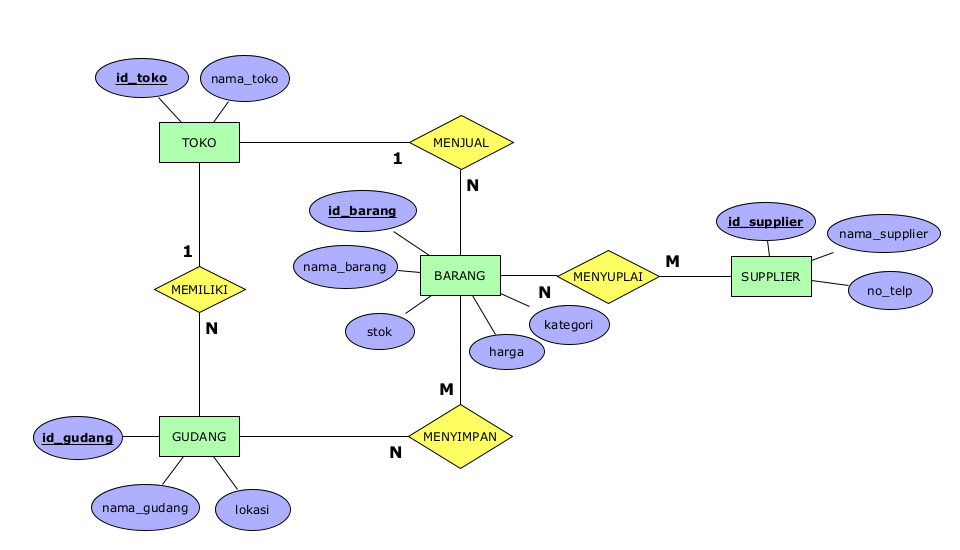 id_toko
nama_toko
TOKO
MENJUAL
1
N
id_barang
id_supplier
nama_supplier
1
nama_barang
BARANG
MENYUPLAI
M
SUPPLIER
N
MEMILIKI
no_telp
N
stok
kategori
harga
M
id_gudang
GUDANG
N
MENYIMPAN
nama_gudang
lokasi